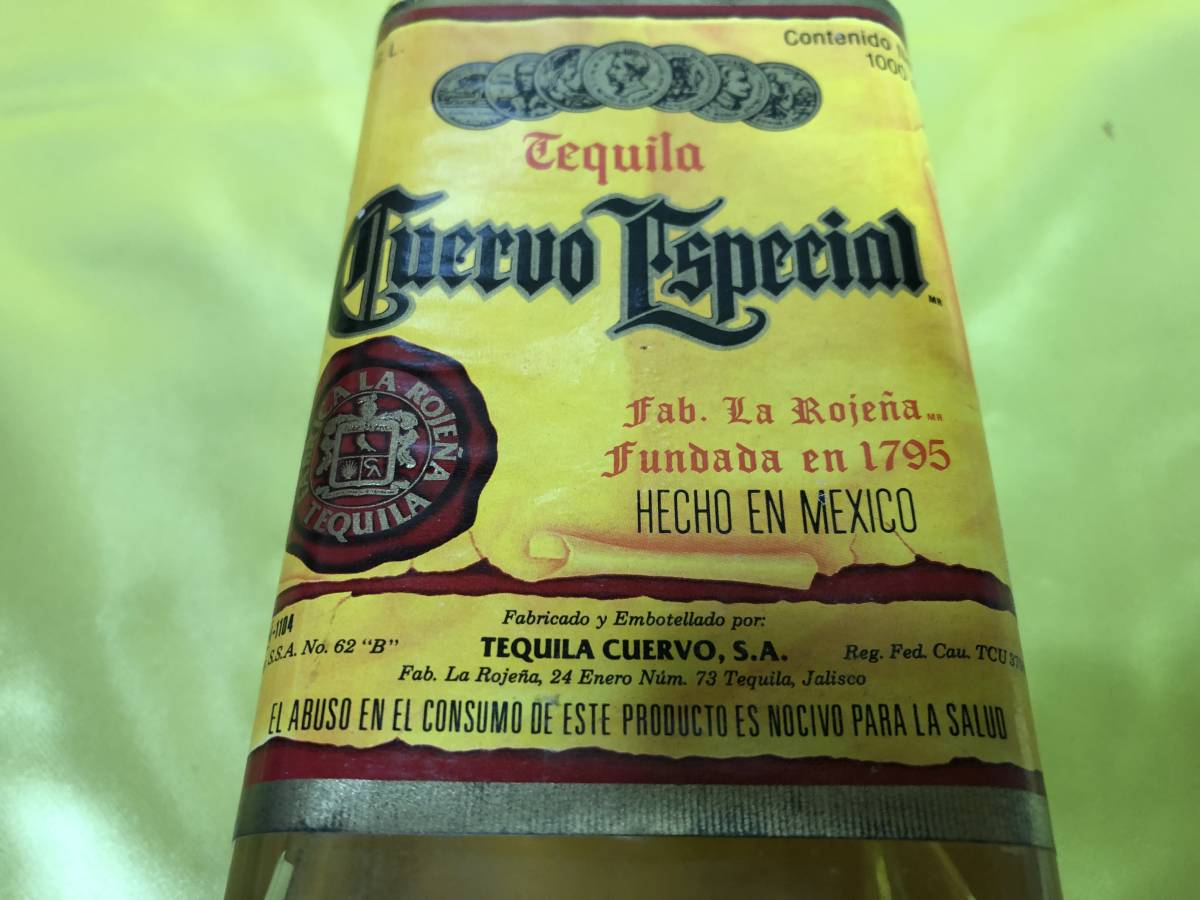 L.
Contenido
1000
Tequila
Cuervo Especial MR
LA ROJEÑA
TEQUILA
Fab. La Rojeña MR
Fundada en 1795
HECHO EN MEXICO
-1104
S.S.A. No. 62 "B"
Fabricado y Embotellado por:
TEQUILA CUERVO, S.A.
Reg. Fed. Cau. TCU
Fab. La Rojeña, 24 Enero Núm. 73 Tequila, Jalisco
EL ABUSO EN EL CONSUMO DE ESTE PRODUCTO ES NOCIVO PARA LA SALUD